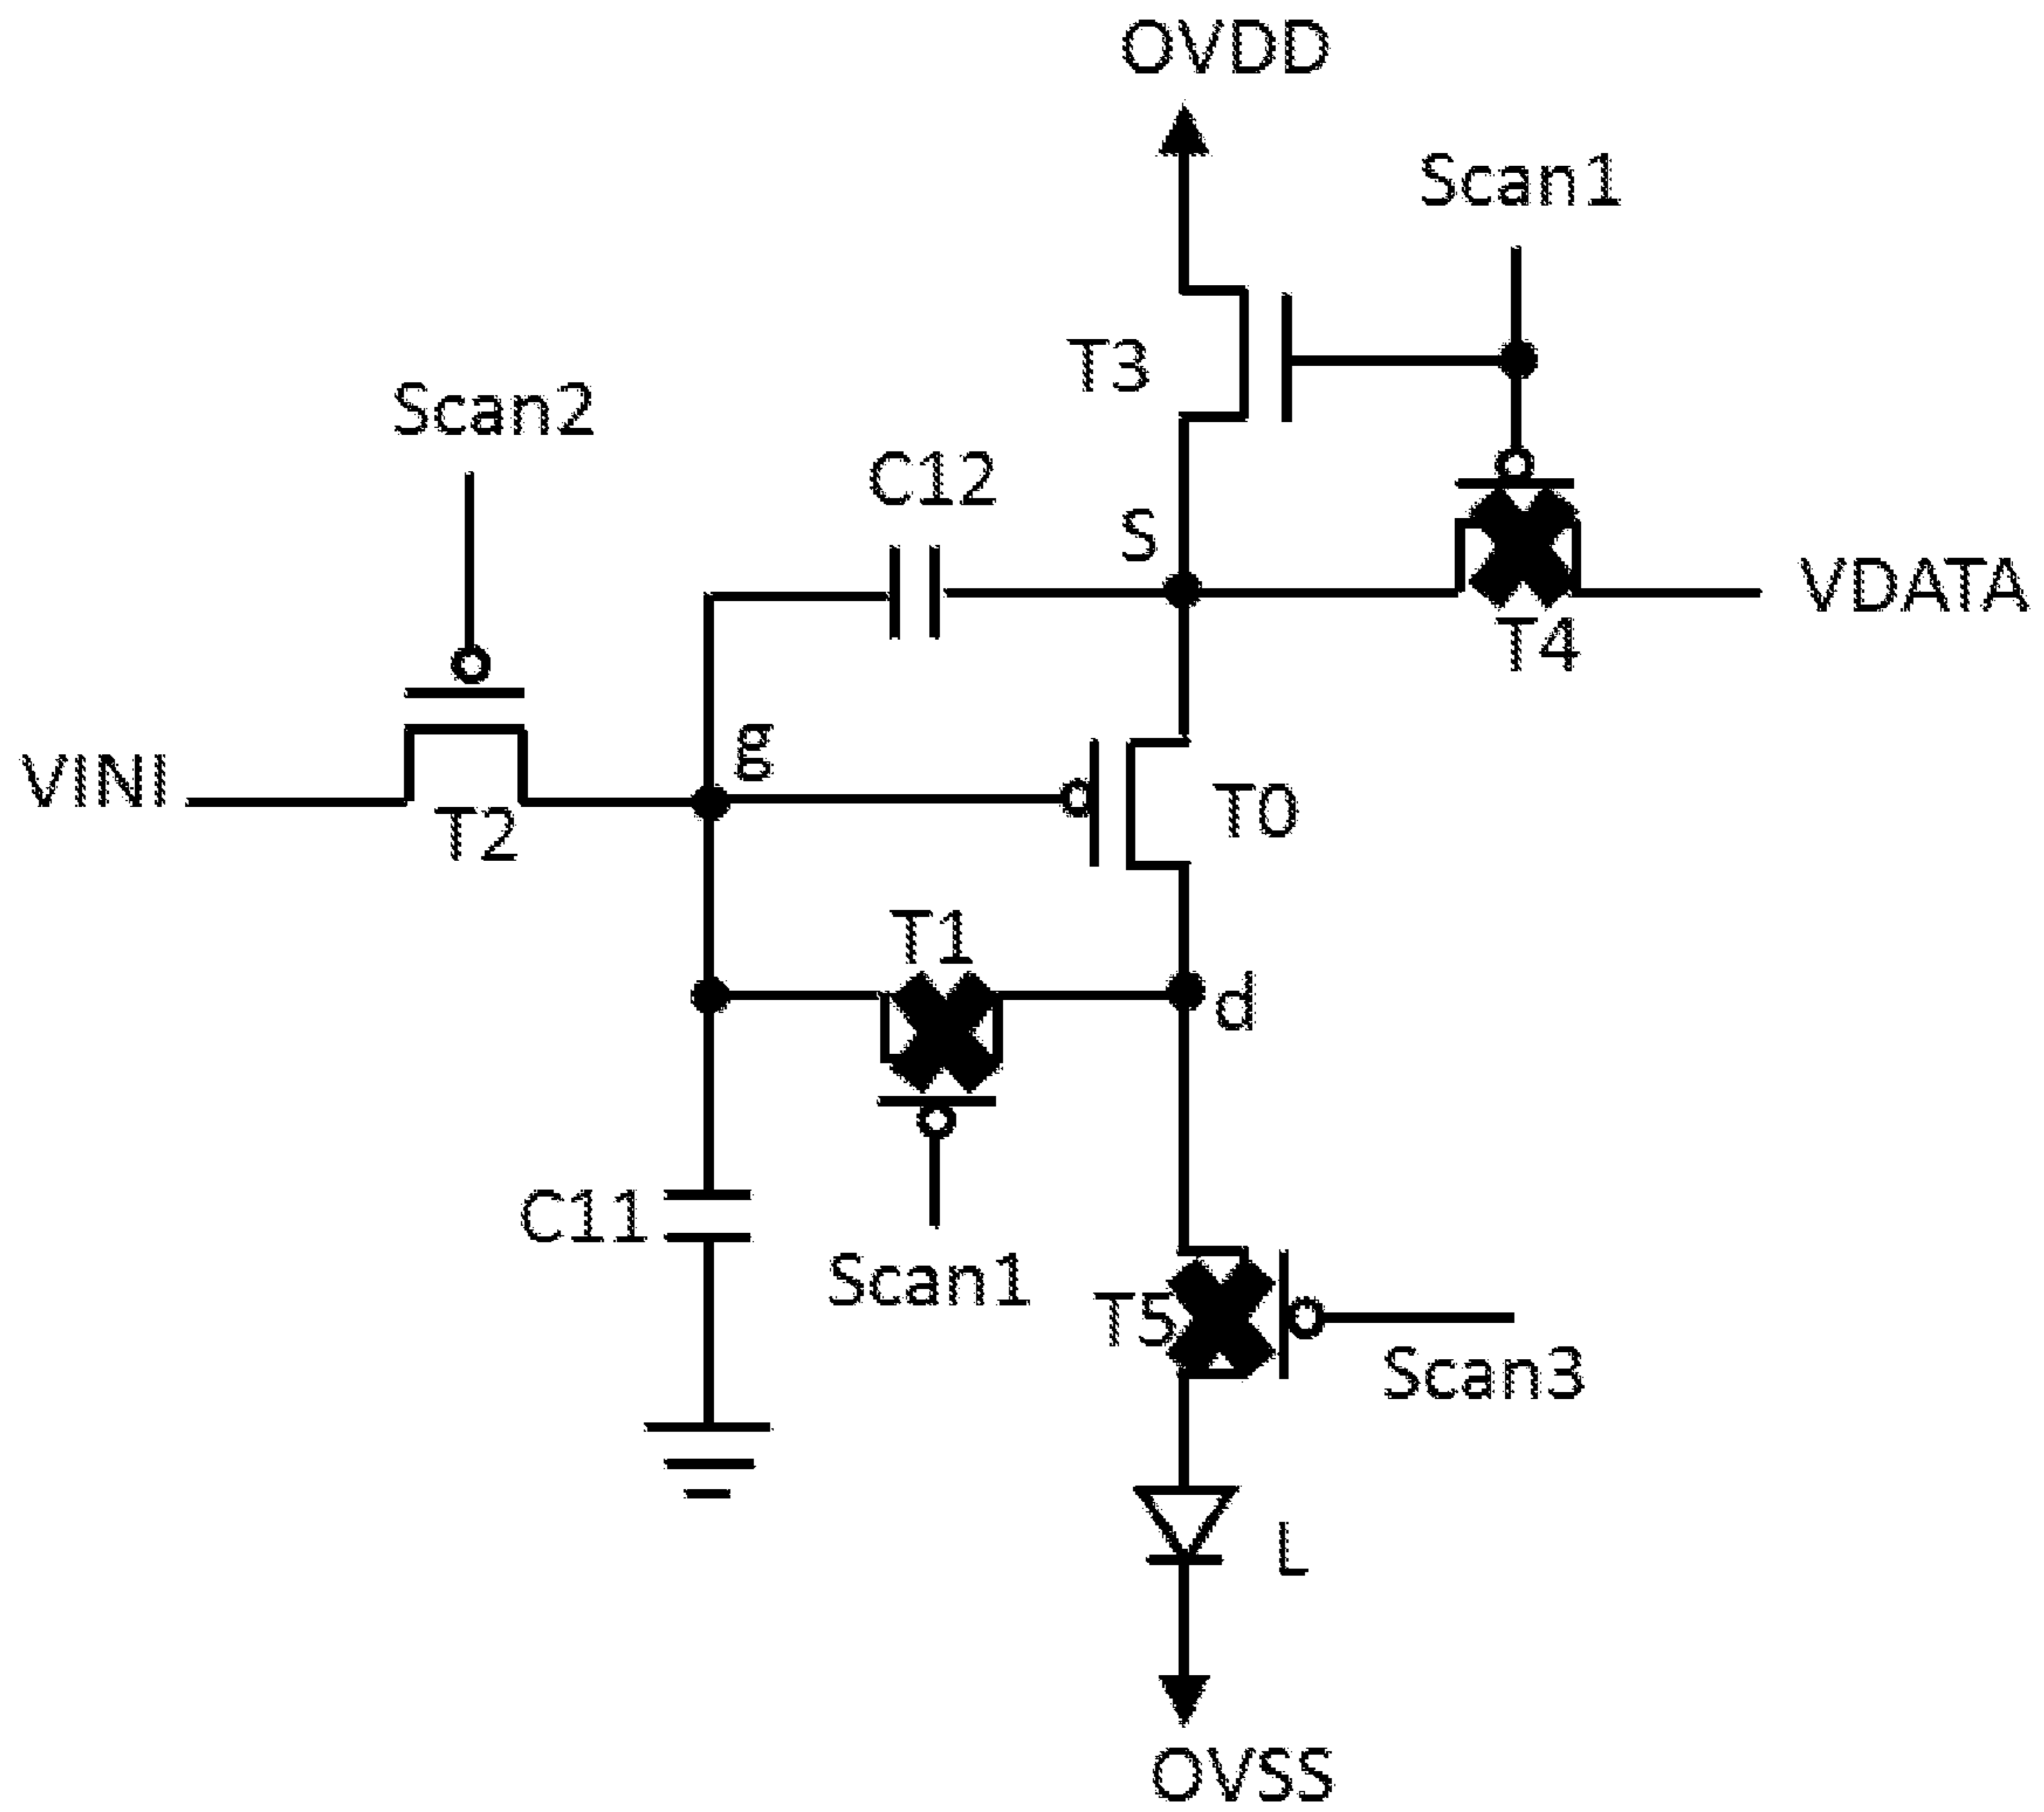 OVDD
Scan1
T3
Scan2
C12
S
VDATA
T4
g
VINI
T0
T2
T1
d
C11
Scan1
T5
Scan3
L
OVSS